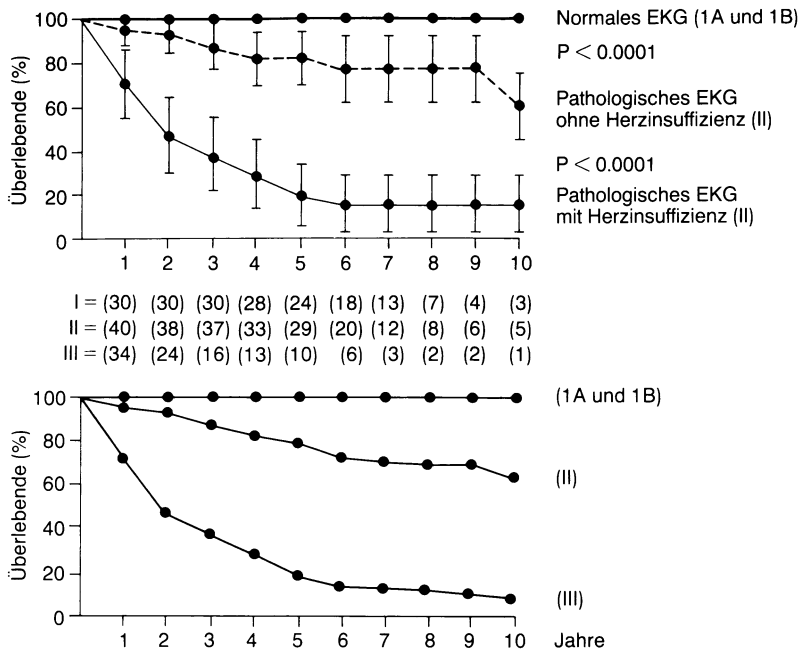 Überlebende (%)
100
80
60
40
20
0
1 2 3 4 5 6 7 8 9 10
Normales EKG (1A und 1B)
P < 0.0001
Pathologisches EKG
ohne Herzinsuffizienz (II)
P < 0.0001
Pathologisches EKG
mit Herzinsuffizienz (II)
I = (30) (30) (30) (28) (24) (18) (13) (7) (4) (3)
II = (40) (38) (37) (33) (29) (20) (12) (8) (6) (5)
III = (34) (24) (16) (13) (10) (6) (3) (2) (2) (1)
Überlebende (%)
100
80
60
40
20
0
1 2 3 4 5 6 7 8 9 10 Jahre
(1A und 1B)
(II)
(III)